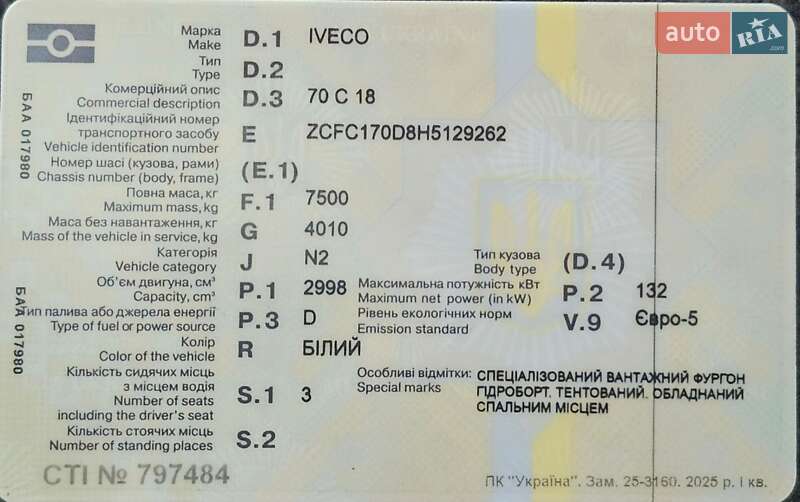 auto RIA .com
Марка
Make D.1 IVECO
Тип
Type D.2
Комерційний опис
Commercial description D.3 70 C 18
Ідентифікаційний номер
транспортного засобу
Vehicle identification number E ZCFC170D8H5129262
Номер шасі (кузова, рами)
Chassis number (body, frame) (E.1)
Повна маса, кг
Maximum mass, kg F.1 7500
Маса без навантаження, кг
Mass of the vehicle in service, kg G 4010
Категорія
Vehicle category J N2
Тип кузова
Body type (D.4)
Об'єм двигуна, см³
Capacity, cm³ P.1 2998
Максимальна потужність кВт
Maximum net power (in kW) P.2 132
Тип палива або джерела енергії
Type of fuel or power source P.3 D
Рівень екологічних норм
Emission standard V.9 Євро-5
Колір
Color of the vehicle R БІЛИЙ
Кількість сидячих місць
з місцем водія
Number of seats
including the driver's seat S.1 3
Особливі відмітки:
Special marks
СПЕЦІАЛІЗОВАНИЙ ВАНТАЖНИЙ ФУРГОН
ГІДРОБОРТ. ТЕНТОВАНИЙ. ОБЛАДНАНИЙ
СПАЛЬНИМ МІСЦЕМ
Кількість стоячих місць
Number of standing places S.2
СТІ № 797484
ПК "Україна". Зам. 25-3160. 2025 р. І кв.
БАА 017980
БАА 017980